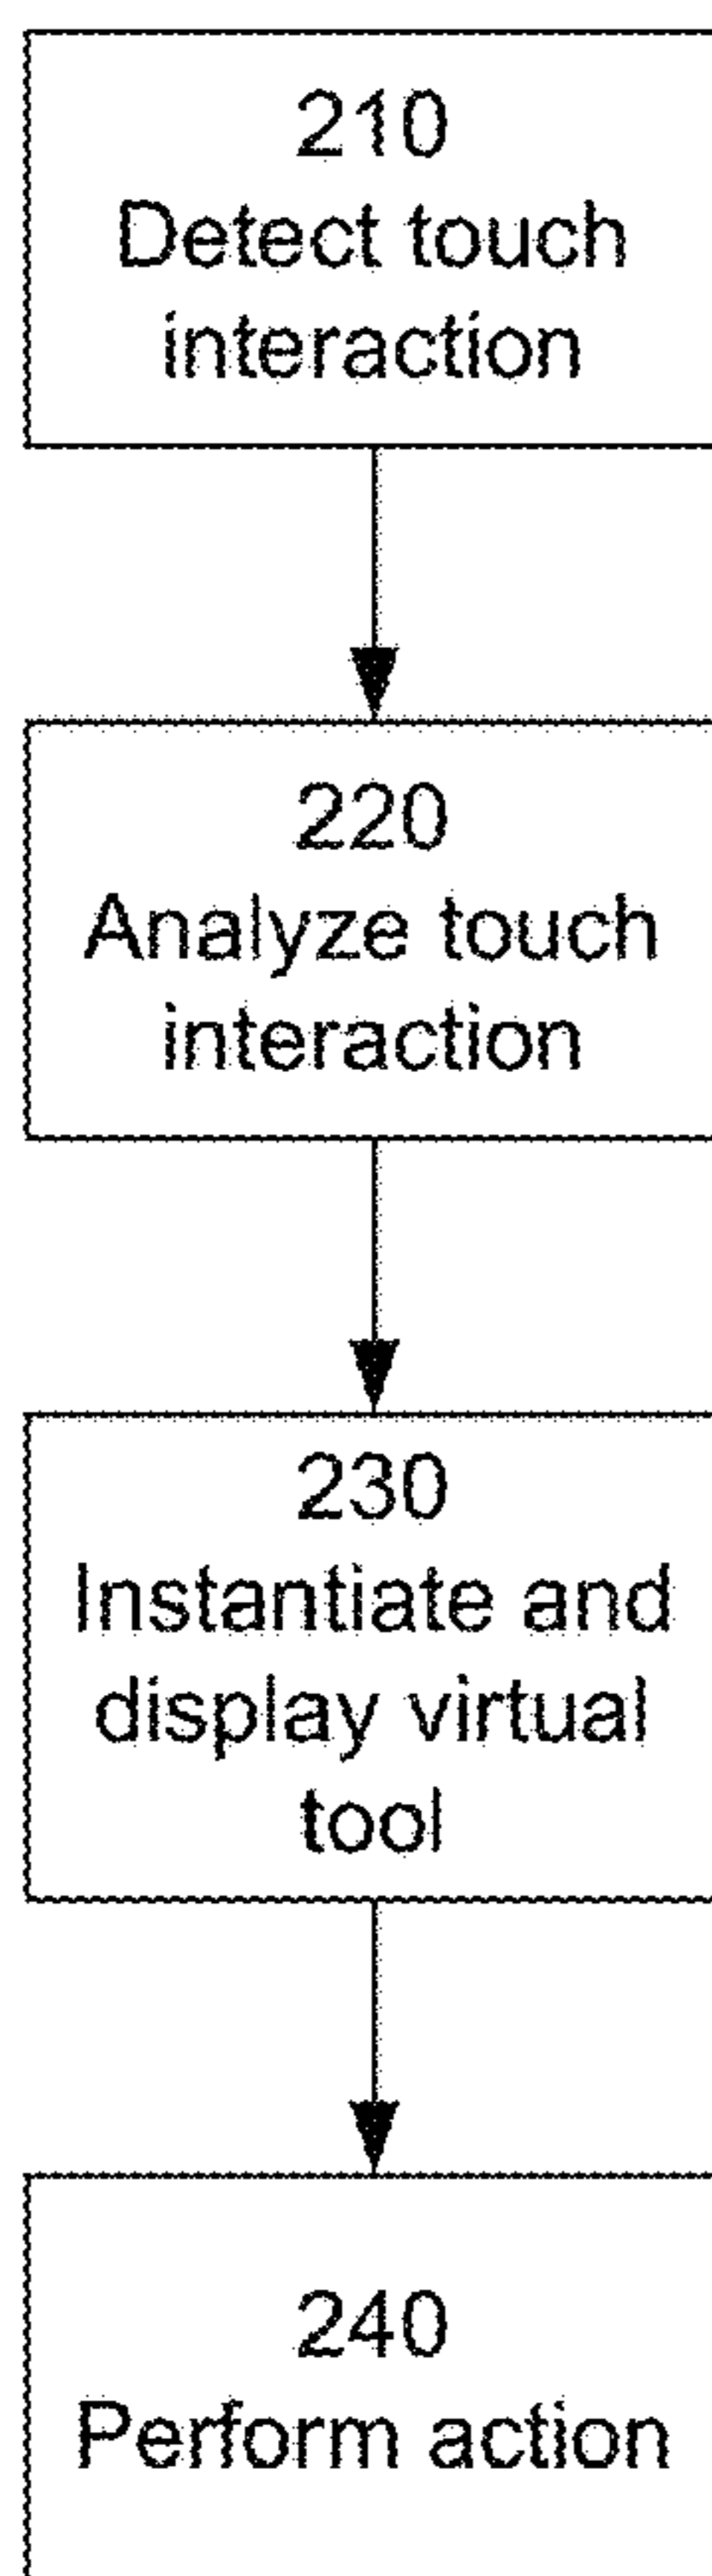 210
Detect touch
interaction
220
Analyze touch
interaction
230
Instantiate and
display virtual
tool
240
Perform action